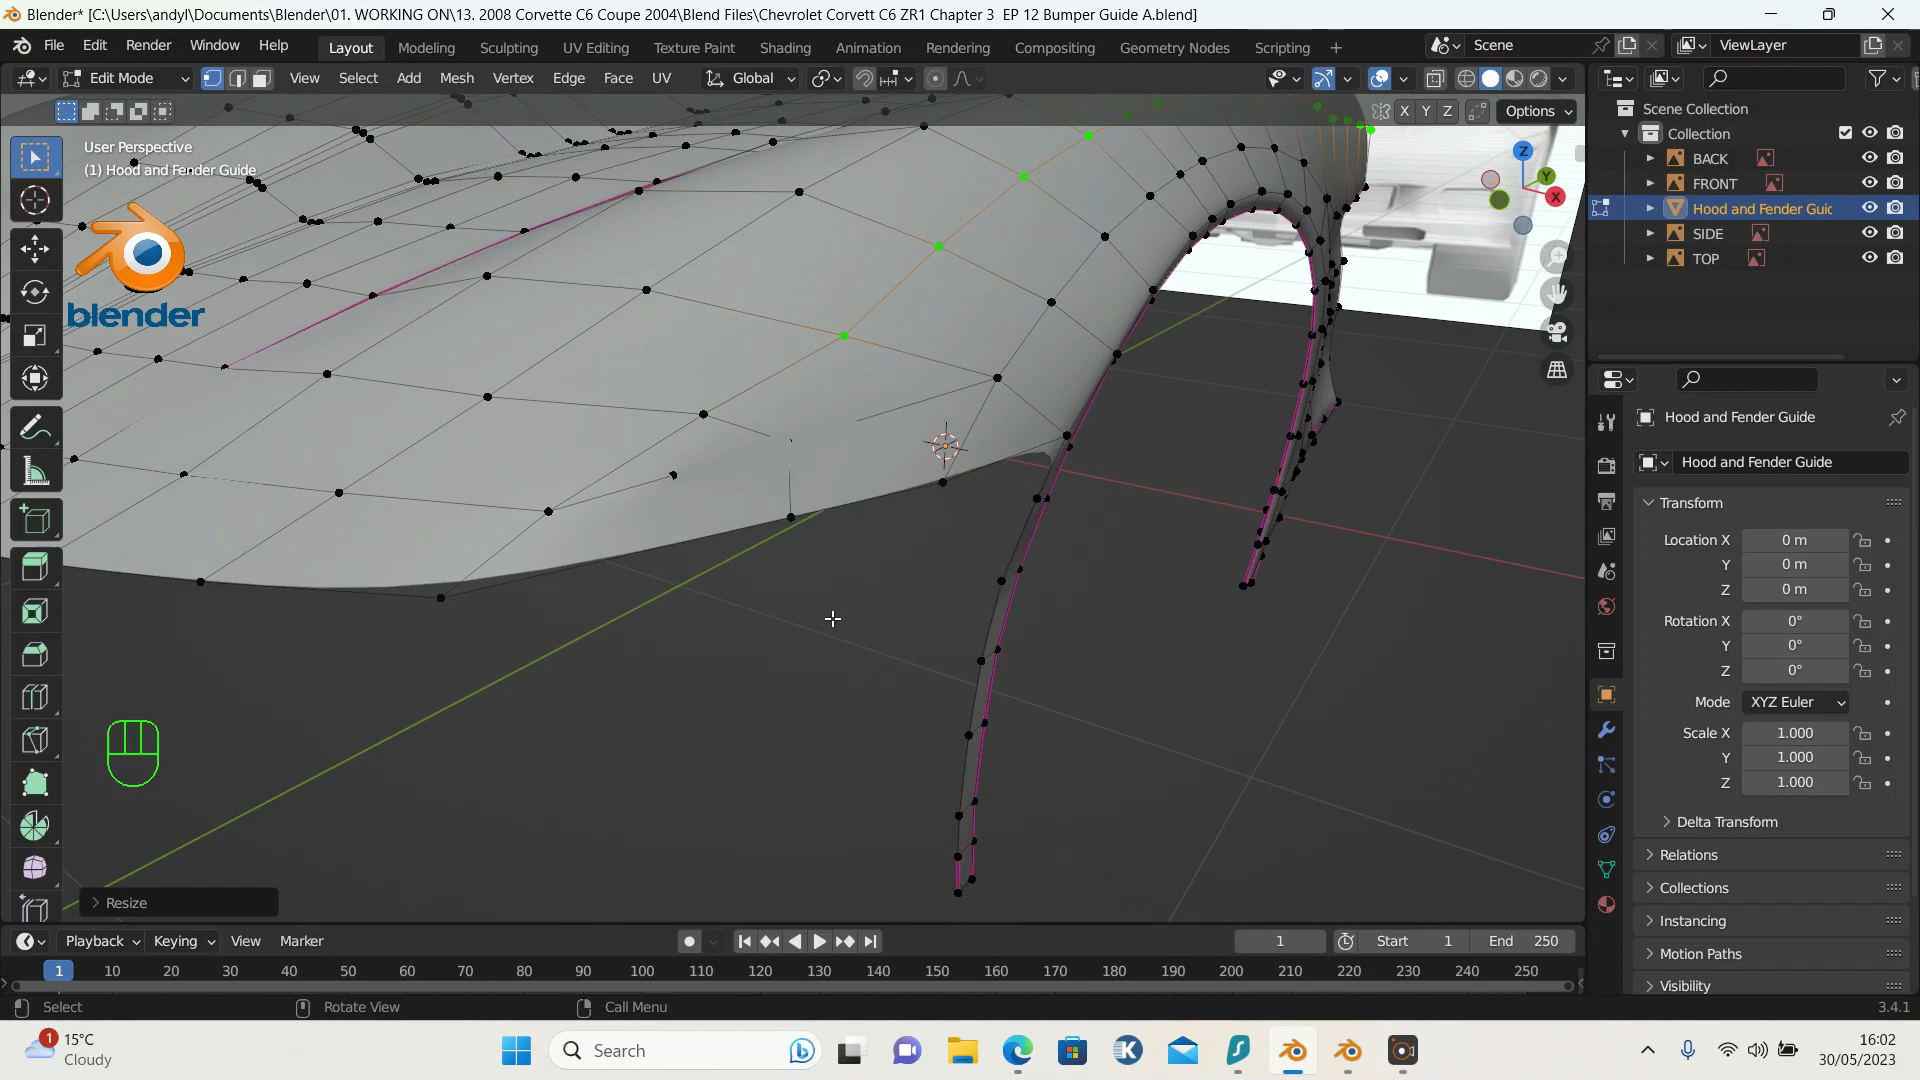 Blender* [C:\Users\andyl\Documents\Blender\01. WORKING ON\13. 2008 Corvette C6 Coupe 2004\Blend Files\Chevrolet Corvett C6 ZR1 Chapter 3  EP 12 Bumper Guide A.blend]
File Edit Render Window Help Layout Modeling Sculpting UV Editing Texture Paint Shading Animation Rendering Compositing Geometry Nodes Scripting + Scene ViewLayer
Edit Mode View Select Add Mesh Vertex Edge Face UV Global
X Y Z Options
User Perspective
(1) Hood and Fender Guide
blender
Z
Y
X
Scene Collection
Collection
BACK
FRONT
Hood and Fender Guic
SIDE
TOP
Hood and Fender Guide
Hood and Fender Guide
Transform
Location X 0 m
Y 0 m
Z 0 m
Rotation X 0°
Y 0°
Z 0°
Mode XYZ Euler
Scale X 1.000
Y 1.000
Z 1.000
Delta Transform
Relations
Collections
Instancing
Motion Paths
Visibility
Resize
Playback Keying View Marker 1 Start 1 End 250
1 10 20 30 40 50 60 70 80 90 100 110 120 130 140 150 160 170 180 190 200 210 220 230 240 250
Select Rotate View Call Menu 3.4.1
1 15°C
Cloudy
Search
K
16:02
30/05/2023